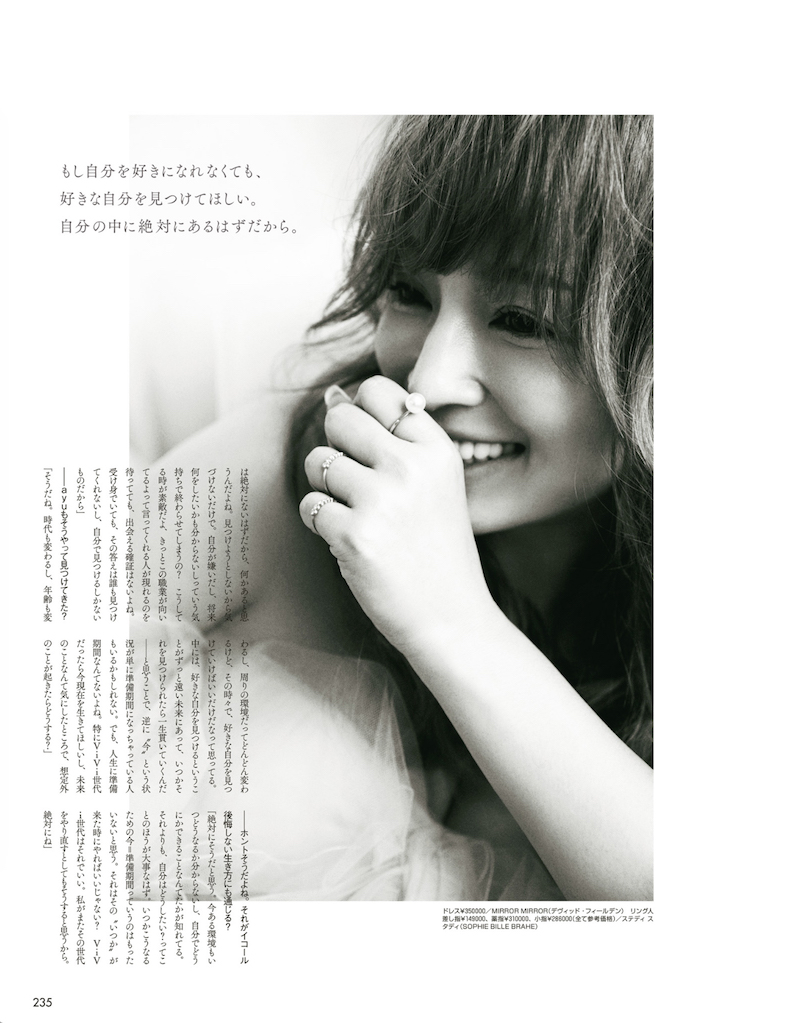 もし自分を好きになれなくても、
好きな自分を見つけてほしい。
自分の中に絶対にあるはずだから。
は絶対にないはずだから、何かあると思
うんだよね。見つけようとしないから気
づけないだけで。自分が嫌いだし、将来
何をしたいかも分からないしっていう気
持ちで終わらせてしまうの？　こうして
る時が素敵だよ、きっとこの職業が向い
てるよって言ってくれる人が現れるのを
待ってても、出会える確証はないよね。
受け身でいても、その答えは誰も見つけ
てくれないし、自分で見つけるしかない
ものだから」
――ayuもそうやって見つけてきた？
「そうだね。時代も変わるし、年齢も変
わるし、周りの環境だってどんどん変わ
るけど、その時々で、好きな自分を見つ
けていけばいいだけだなって思ってる。
中には、好きな自分を見つけるというこ
とがずっと遠い未来にあって、いつかそ
れを見つけられたら一生貫いていくんだ
――と思うことで、逆に“今”という状
況が単に準備期間になっちゃっている人
もいるかもしれない。でも、人生に準備
期間なんてないよね。特にViVi世代
だったら今現在を生きてほしいし、未来
のことなんて気にしたところで、想定外
のことが起きたらどうする？」
――ホントそうだよね。それがイコール
後悔しない生き方にも通じる？
「絶対にそうだと思う。今ある環境もい
つどうなるか分からないし、自分でどう
にかできることなんてたかが知れてる。
それよりも、自分はどうしたい？ってこ
とのほうが大事なはず。いつかこうなる
ための今＝準備期間っていうのはもった
いないと思う。それはその“いつか”が
来た時にやればいいじゃない？　ViV
i世代はそれでいい。私がまたその世代
をやり直すとしてもそうすると思うから。
絶対にね」
ドレス¥350000／MIRROR MIRROR（デヴィッド・フィールデン）　リング人
差し指¥149000、薬指¥310000、小指¥286000（全て参考価格）／ステディ ス
タディ（SOPHIE BILLE BRAHE）
235